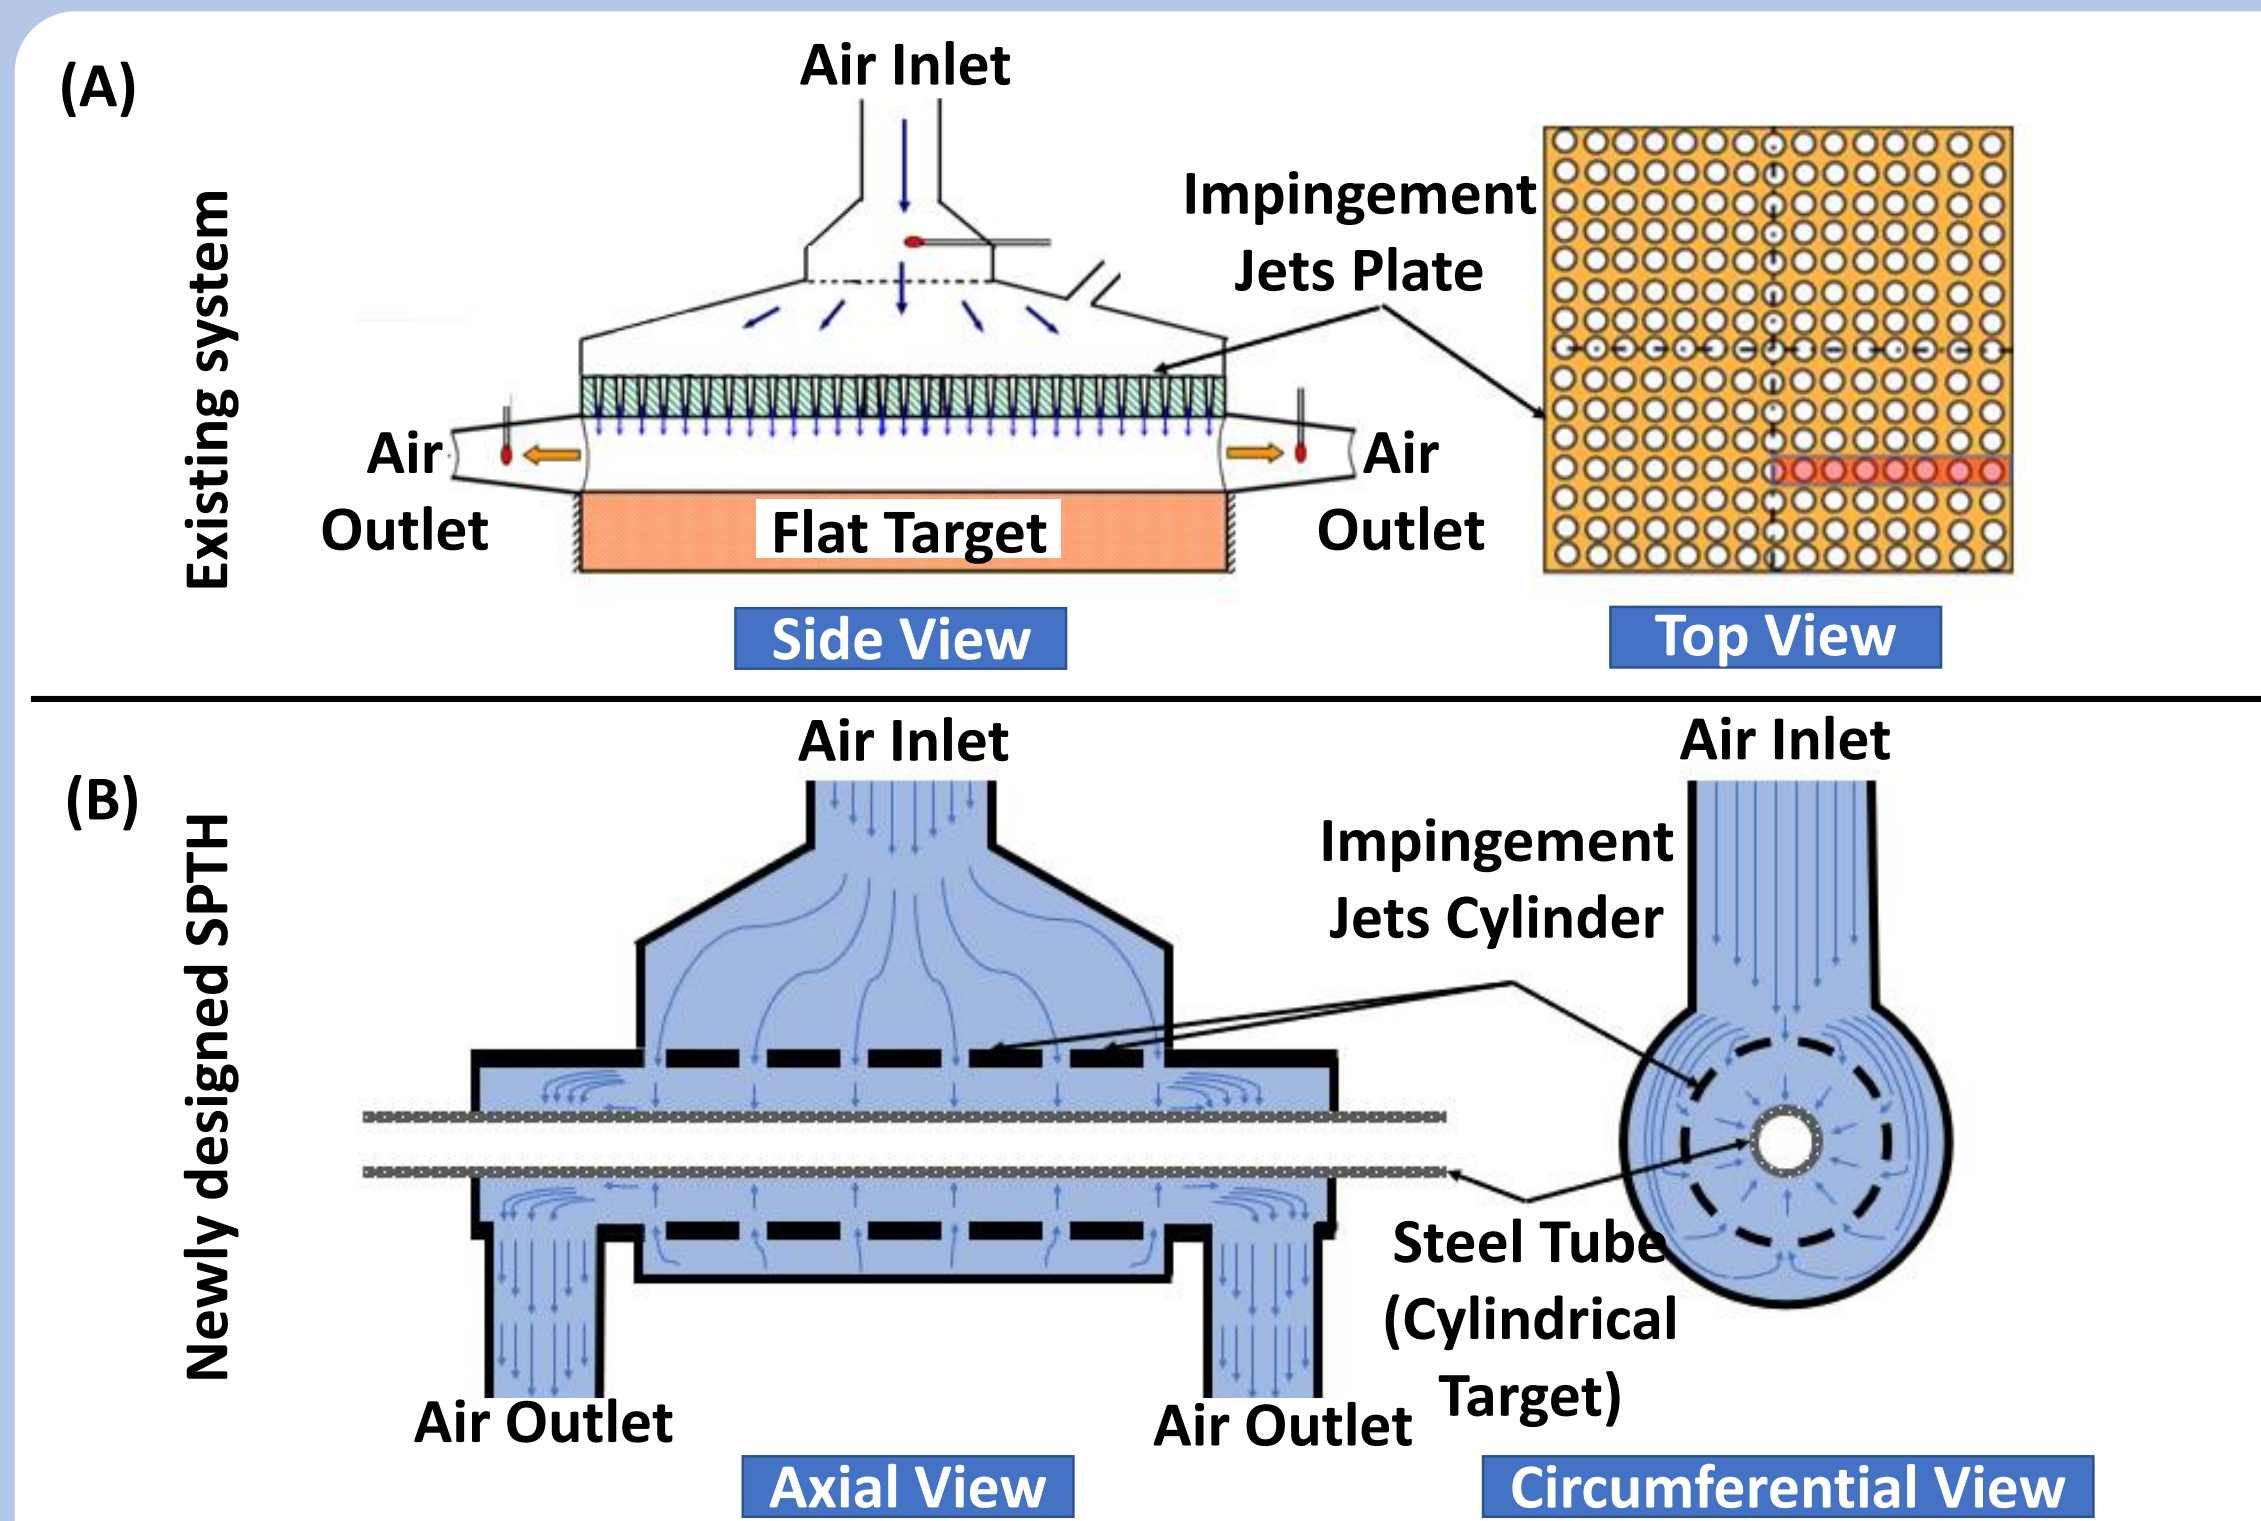 (A)
Existing system
Air Inlet
Impingement
Jets Plate
Air
Outlet
Flat Target
Air
Outlet
Side View
Top View
(B)
Newly designed SPTH
Air Inlet
Air Inlet
Impingement
Jets Cylinder
Steel Tube
(Cylindrical
Target)
Air Outlet
Air Outlet
Axial View
Circumferential View